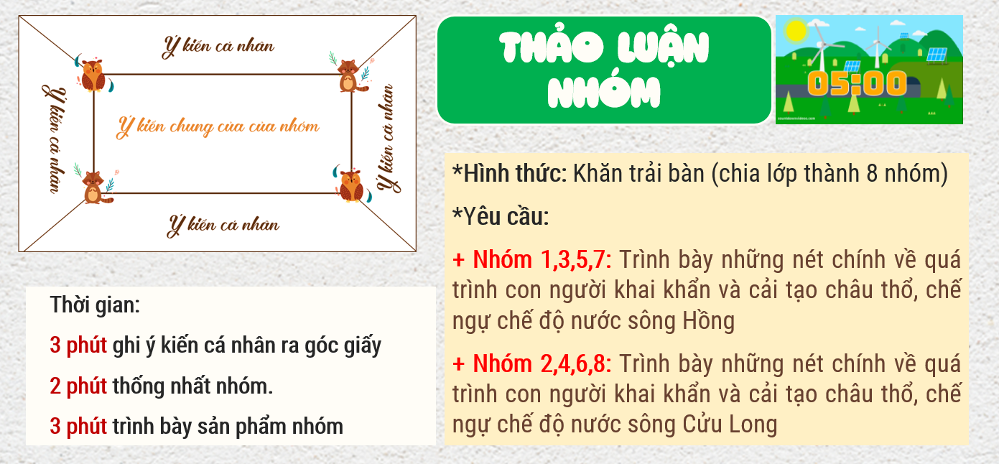 Ý kiến cá nhân
Ý kiến cá nhân
Ý kiến chung của của nhóm
Ý kiến cá nhân
Ý kiến cá nhân
THẢO LUẬN
NHÓM
05:00
Thời gian:
3 phút ghi ý kiến cá nhân ra góc giấy
2 phút thống nhất nhóm.
3 phút trình bày sản phẩm nhóm
*Hình thức: Khăn trải bàn (chia lớp thành 8 nhóm)
*Yêu cầu:
+ Nhóm 1,3,5,7: Trình bày những nét chính về quá
trình con người khai khẩn và cải tạo châu thổ, chế
ngự chế độ nước sông Hồng
+ Nhóm 2,4,6,8: Trình bày những nét chính về quá
trình con người khai khẩn và cải tạo châu thổ, chế
ngự chế độ nước sông Cửu Long